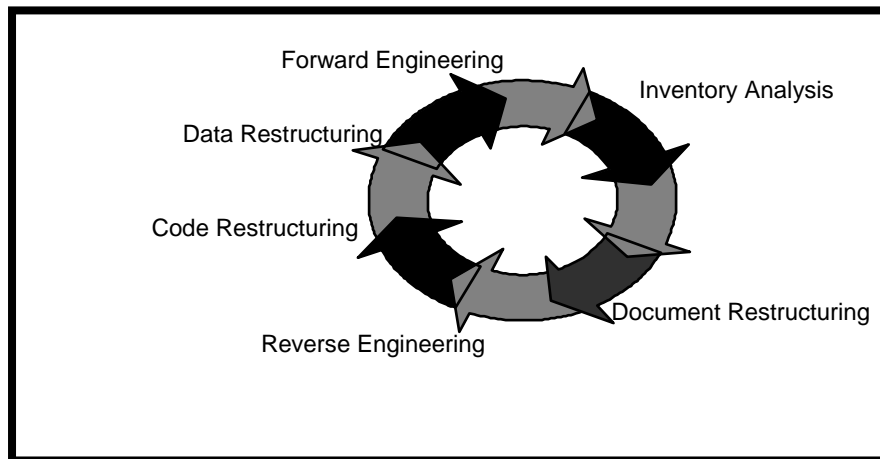 Forward Engineering
Inventory Analysis
Data Restructuring
Code Restructuring
Document Restructuring
Reverse Engineering